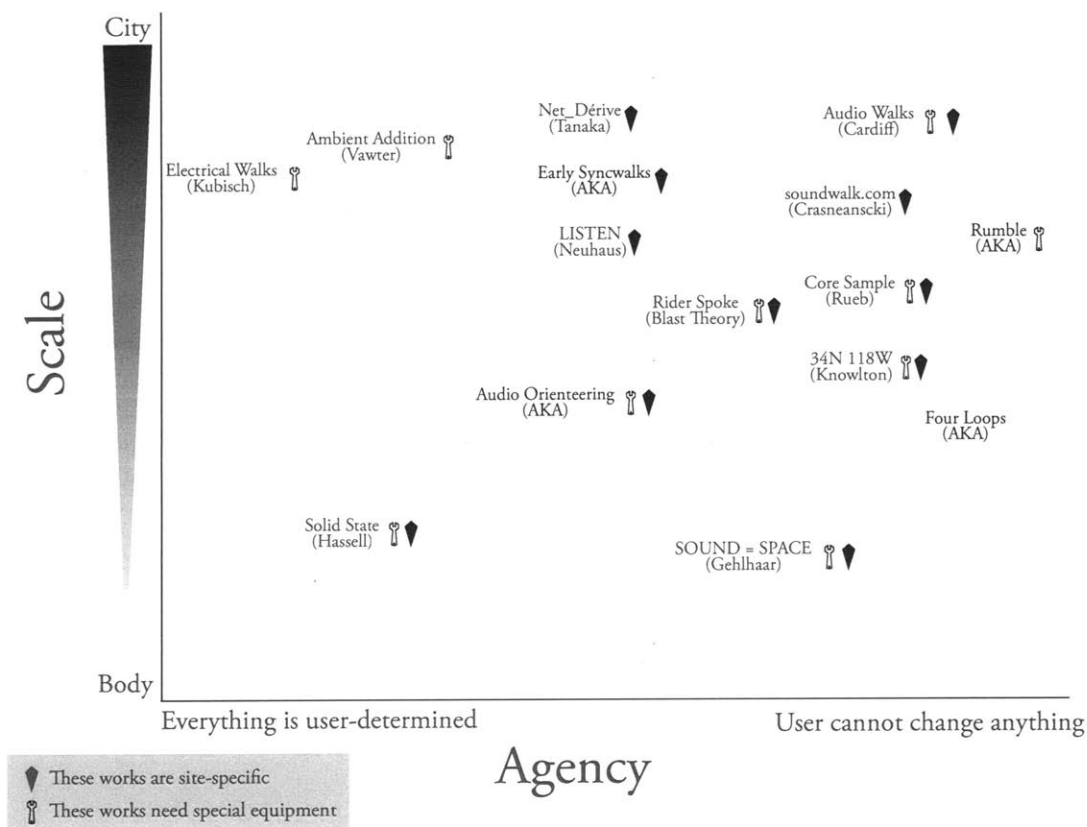 City
Net_Dérive
(Tanaka)
Audio Walks
(Cardiff)
Ambient Addition
(Vawter)
Electrical Walks
(Kubisch)
Early Syncwalks
(AKA)
soundwalk.com
(Crasneanscki)
LISTEN
(Neuhaus)
Rumble
(AKA)
Core Sample
(Rueb)
Rider Spoke
(Blast Theory)
Scale
34N 118W
(Knowlton)
Audio Orienteering
(AKA)
Four Loops
(AKA)
Solid State
(Hassell)
SOUND = SPACE
(Gehlhaar)
Body
Everything is user-determined
User cannot change anything
Agency
These works are site-specific
These works need special equipment